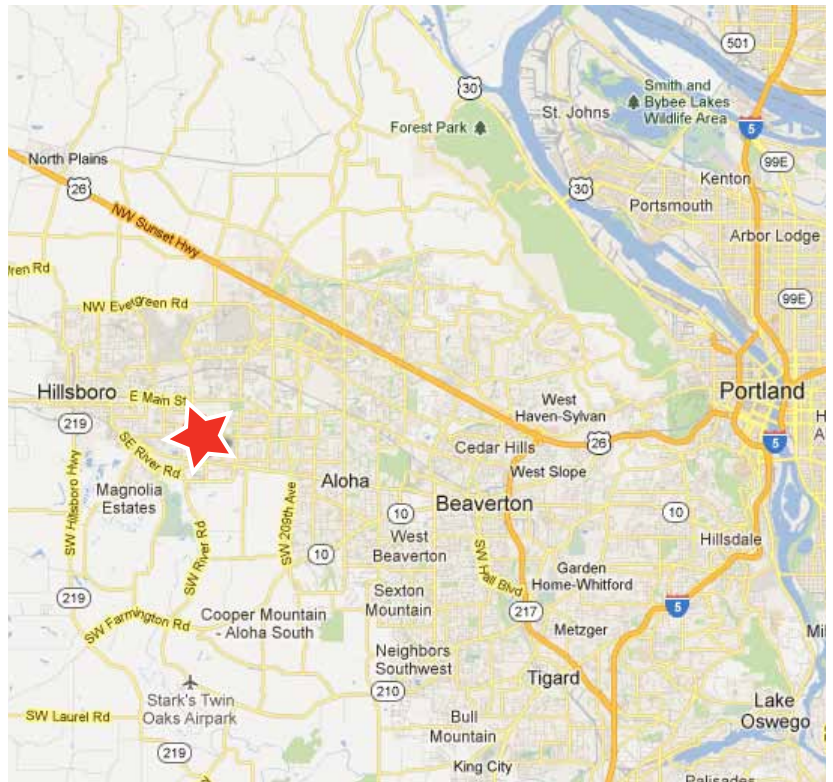 501
Smith and
Bybee Lakes
Wildlife Area
30
St. Johns
Forest Park
5
99E
North Plains
26
Kenton
30
Portsmouth
NW Sunset Hwy
Arbor Lodge
ren Rd
NW Evergreen Rd
99E
Hillsboro
E Main St
West
Haven-Sylvan
Portland
219
SE River Rd
Cedar Hills
26
5
West Slope
Magnolia
Estates
Aloha
SW Hillsboro Hwy
SW River Rd
SW 209th Ave
Beaverton
10
10
West
Beaverton
10
Hillsdale
SW Hall Blvd
Garden
Home-Whitford
219
Sexton
Mountain
217
5
SW Farmington Rd
Cooper Mountain
- Aloha South
Metzger
Mil
Neighbors
Southwest
Tigard
Stark's Twin
Oaks Airpark
210
Lake
Oswego
SW Laurel Rd
Bull
Mountain
219
King City
Palisades